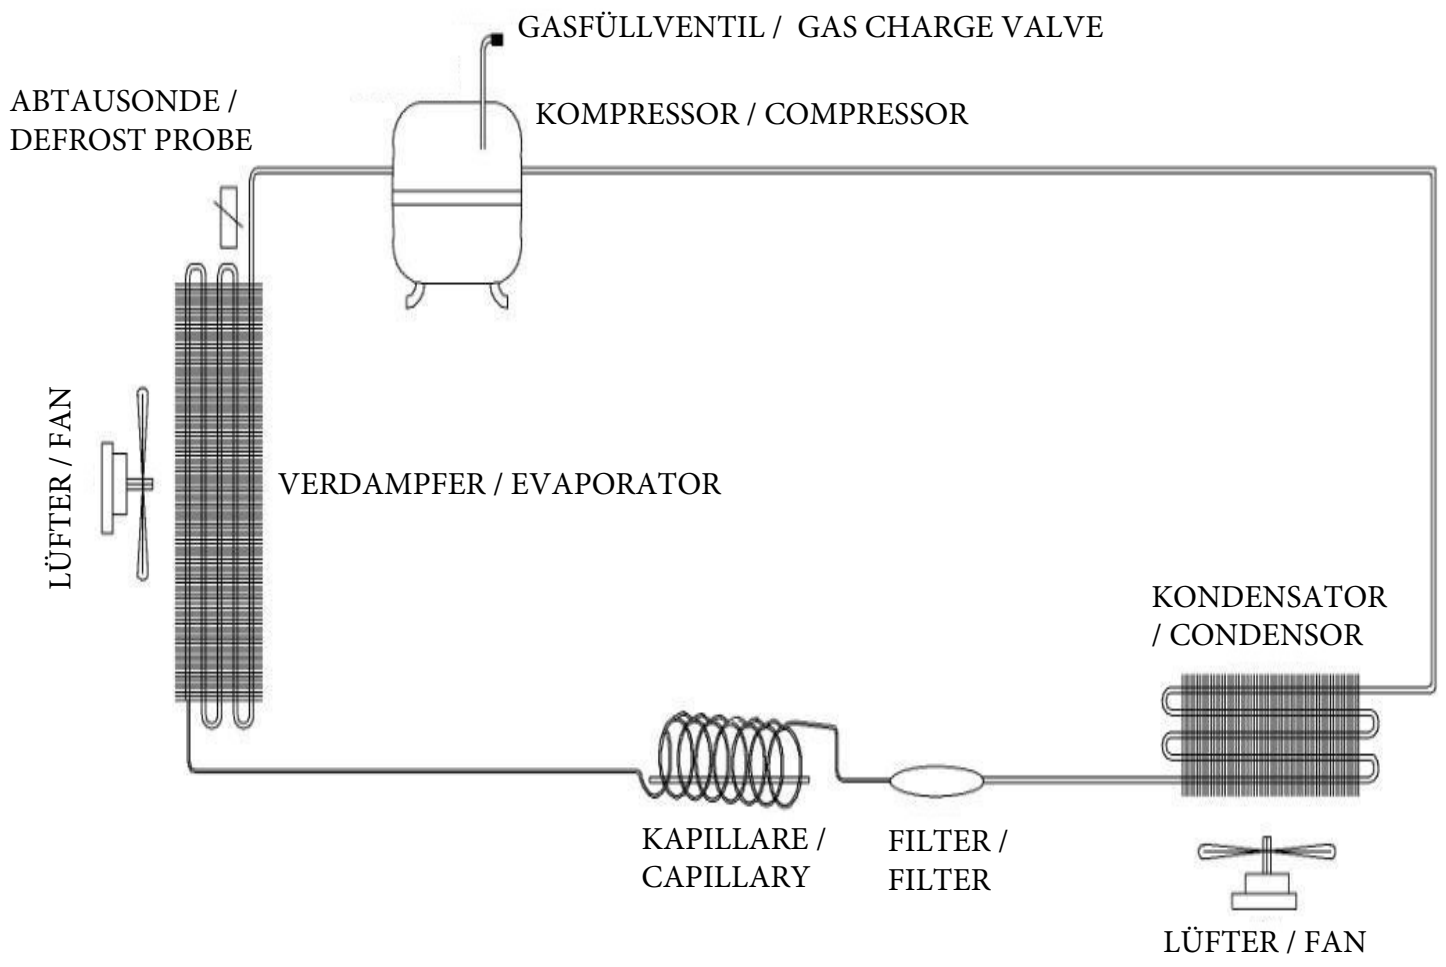 GASFÜLLVENTIL / GAS CHARGE VALVE
ABTAUSONDE /
DEFROST PROBE
KOMPRESSOR / COMPRESSOR
LÜFTER / FAN
VERDAMPFER / EVAPORATOR
KONDENSATOR
/ CONDENSOR
KAPILLARE /
CAPILLARY
FILTER /
FILTER
LÜFTER / FAN